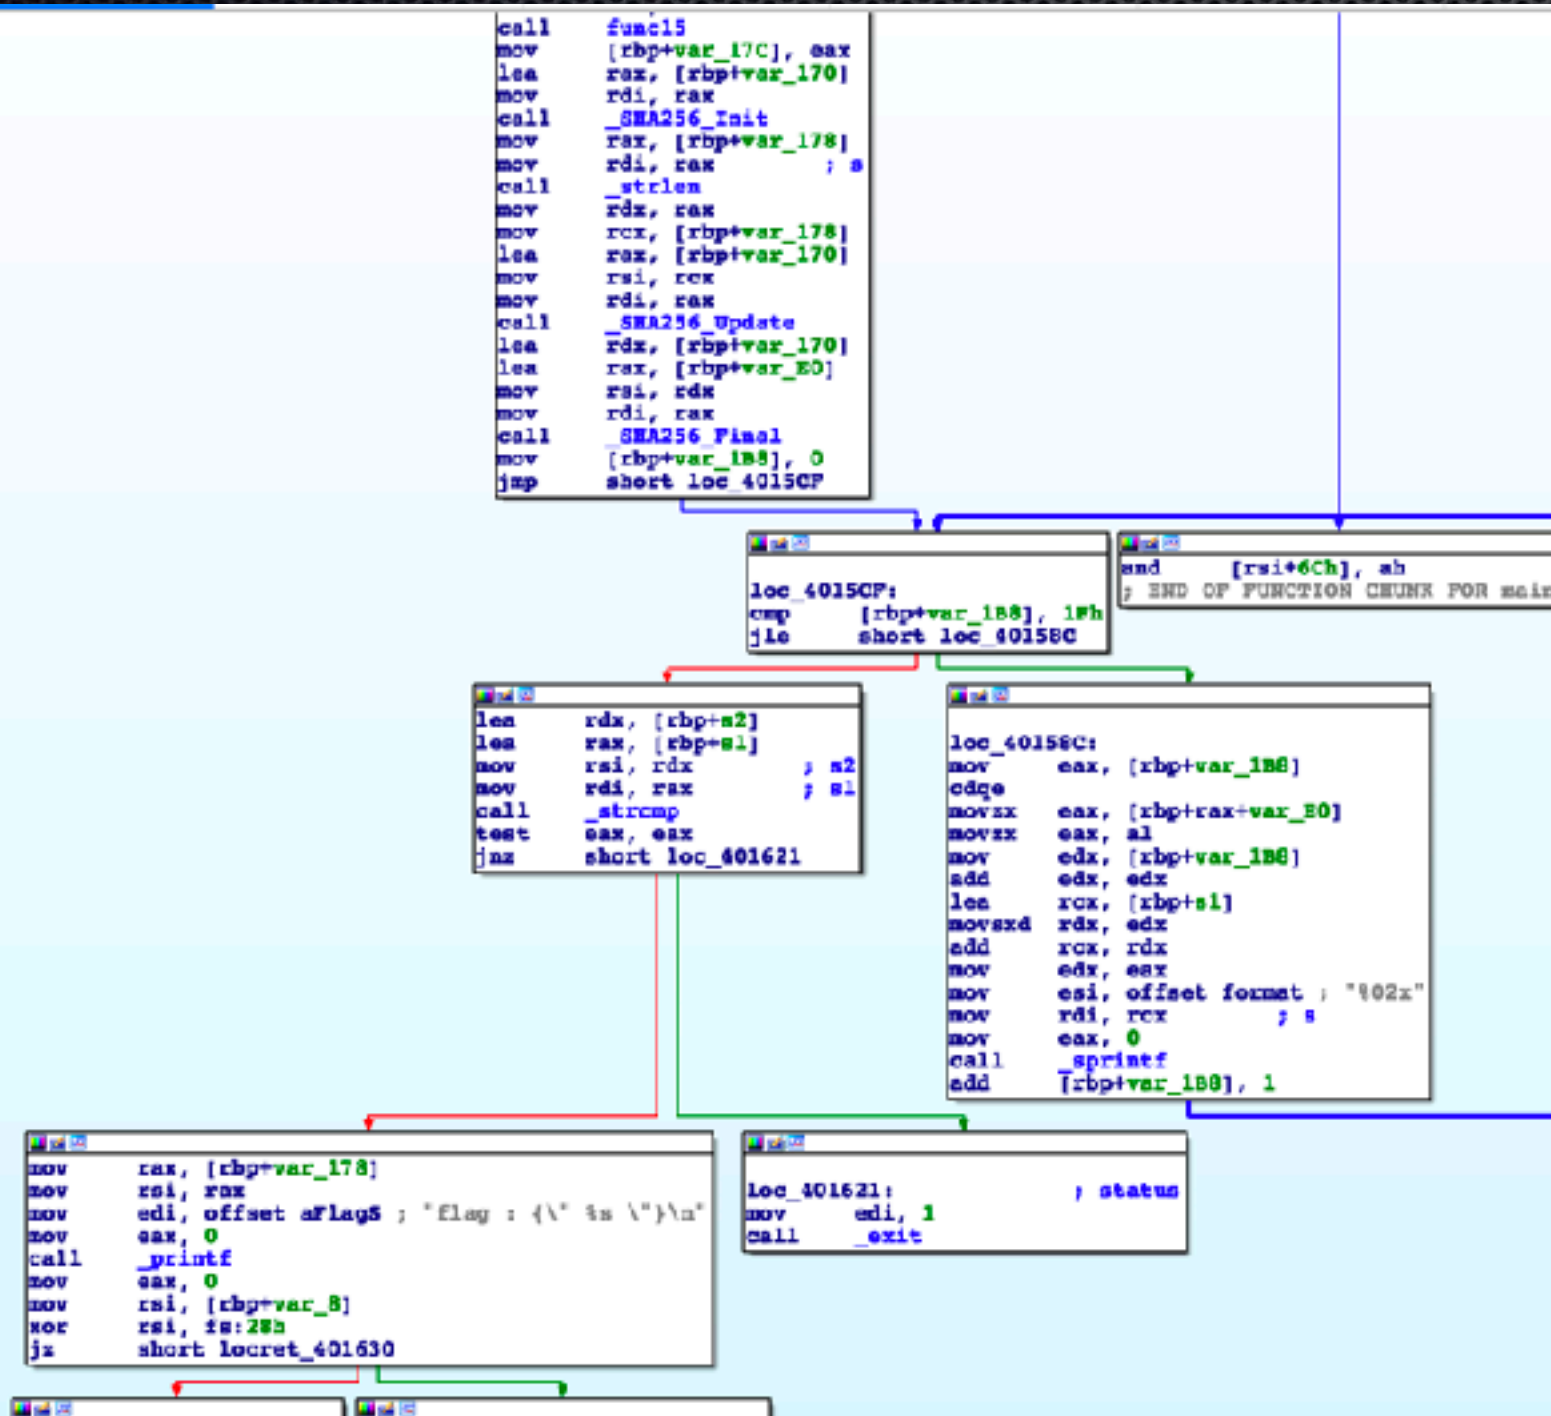 call func15
mov [rbp+var_17C], eax
lea rax, [rbp+var_170]
mov rdi, rax
call _SHA256_Init
mov rax, [rbp+var_178]
mov rdi, rax ; s
call _strlen
mov rdx, rax
mov rcx, [rbp+var_178]
lea rax, [rbp+var_170]
mov rsi, rcx
mov rdi, rax
call _SHA256_Update
lea rdx, [rbp+var_170]
lea rax, [rbp+var_E0]
mov rsi, rdx
mov rdi, rax
call _SHA256_Final
mov [rbp+var_1B8], 0
jmp short loc_4015CF
loc_4015CF:
cmp [rbp+var_1B8], 1Fh
jle short loc_40158C
and [rsi+6Ch], ah
; END OF FUNCTION CHUNK FOR main
lea rdx, [rbp+s2]
lea rax, [rbp+s1]
mov rsi, rdx ; s2
mov rdi, rax ; s1
call _strcmp
test eax, eax
jnz short loc_401621
loc_40158C:
mov eax, [rbp+var_1B8]
cdqe
movzx eax, [rbp+rax+var_E0]
movzx eax, al
mov edx, [rbp+var_1B8]
add edx, edx
lea rcx, [rbp+s1]
movsxd rdx, edx
add rcx, rdx
mov edx, eax
mov esi, offset format ; "%02x"
mov rdi, rcx ; s
mov eax, 0
call _sprintf
add [rbp+var_1B8], 1
mov rax, [rbp+var_178]
mov rsi, rax
mov edi, offset aFlagS ; "flag : {\" %s \"}\n"
mov eax, 0
call _printf
mov eax, 0
mov rsi, [rbp+var_8]
xor rsi, fs:28h
jz short locret_401630
loc_401621: ; status
mov edi, 1
call _exit